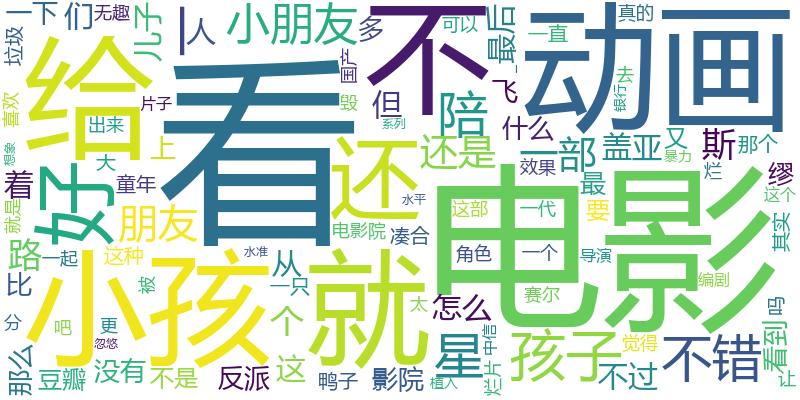 一下 们 无趣 儿子 人 小朋友 多 不 最后 可以 一直 真的
垃圾 给 看 国产 动画
喜欢 片子 毁 但 飞 去 银行
出来 系列 陪 什么 一部 盖亚 又 斯 那个
想象 大 上 还 还是 效果 最 暴力 烂 缪
着 好 童年 水平 电影 这个
就是 朋友 这部 一代 要 其实
路 这种 一起 水准 从 电影院 凑合 角色 一个 导演 编剧
比 小孩 被 一只 就 太 怎么 赛尔 吗
分 吧 更 个 星 中信 孩子 觉得 不错 看到
那么 忽悠 没有 这
豆瓣 不是 反派 鸭子 影院 植入 烂片 不过 让